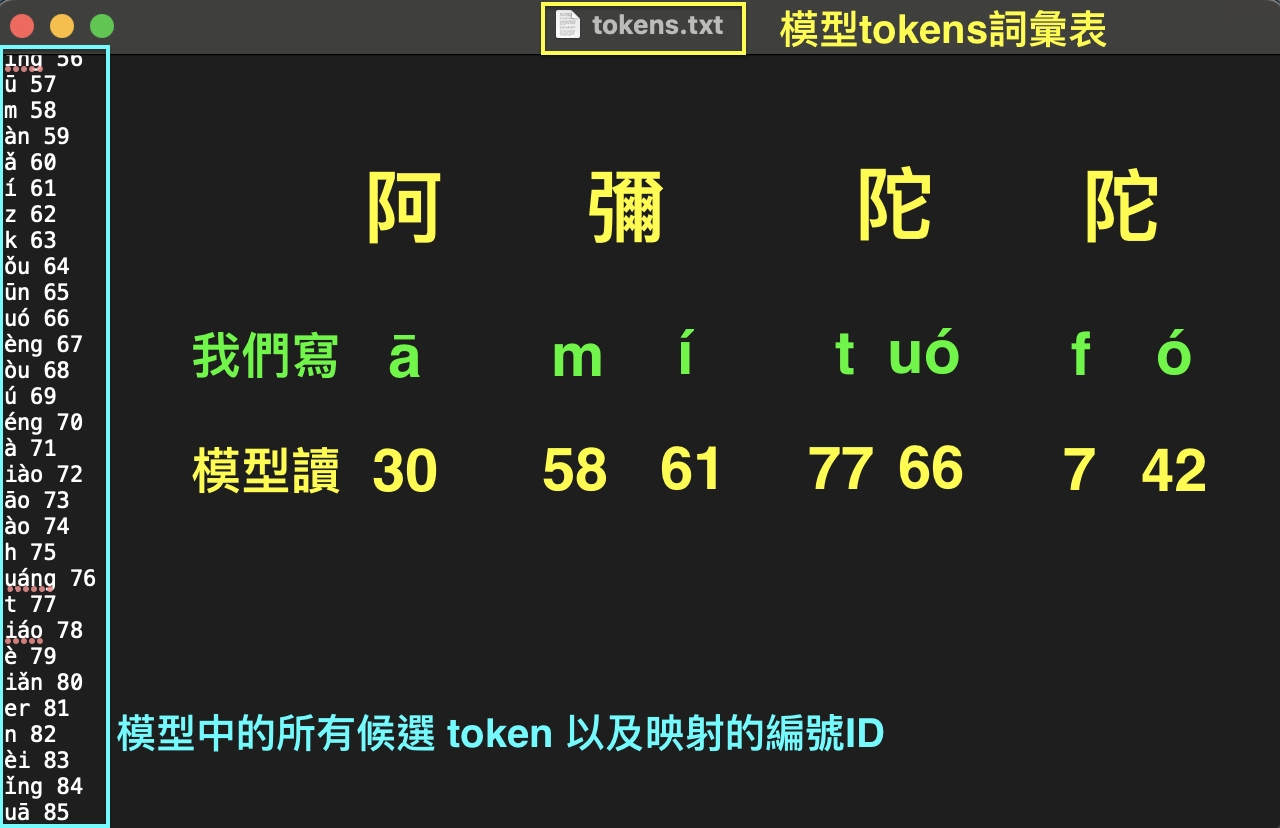 tokens.txt 模型tokens詞彙表
īng 56
ū 57
m 58
àn 59
ǎ 60
í 61
z 62
k 63
ǒu 64
ūn 65
uó 66
èng 67
òu 68
ú 69
éng 70
à 71
iào 72
āo 73
ào 74
h 75
uáng 76
t 77
iáo 78
è 79
iǎn 80
er 81
n 82
èi 83
ǐng 84
uā 85
阿 彌 陀 陀
我們寫 ā m í t uó f ó
模型讀 30 58 61 77 66 7 42
模型中的所有候選 token 以及映射的編號ID